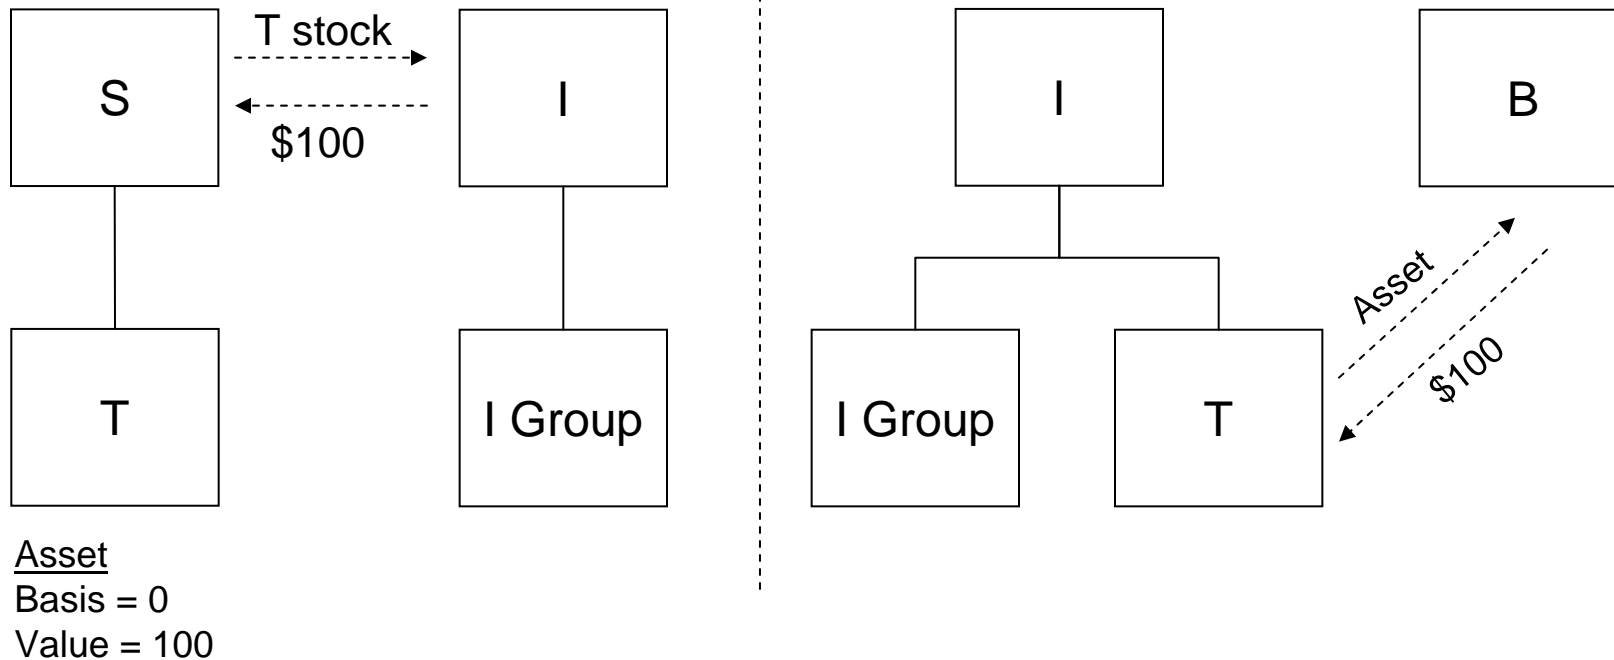 S
T stock
$100
I
T
I Group
Asset
Basis = 0
Value = 100
I
B
I Group
T
Asset
$100